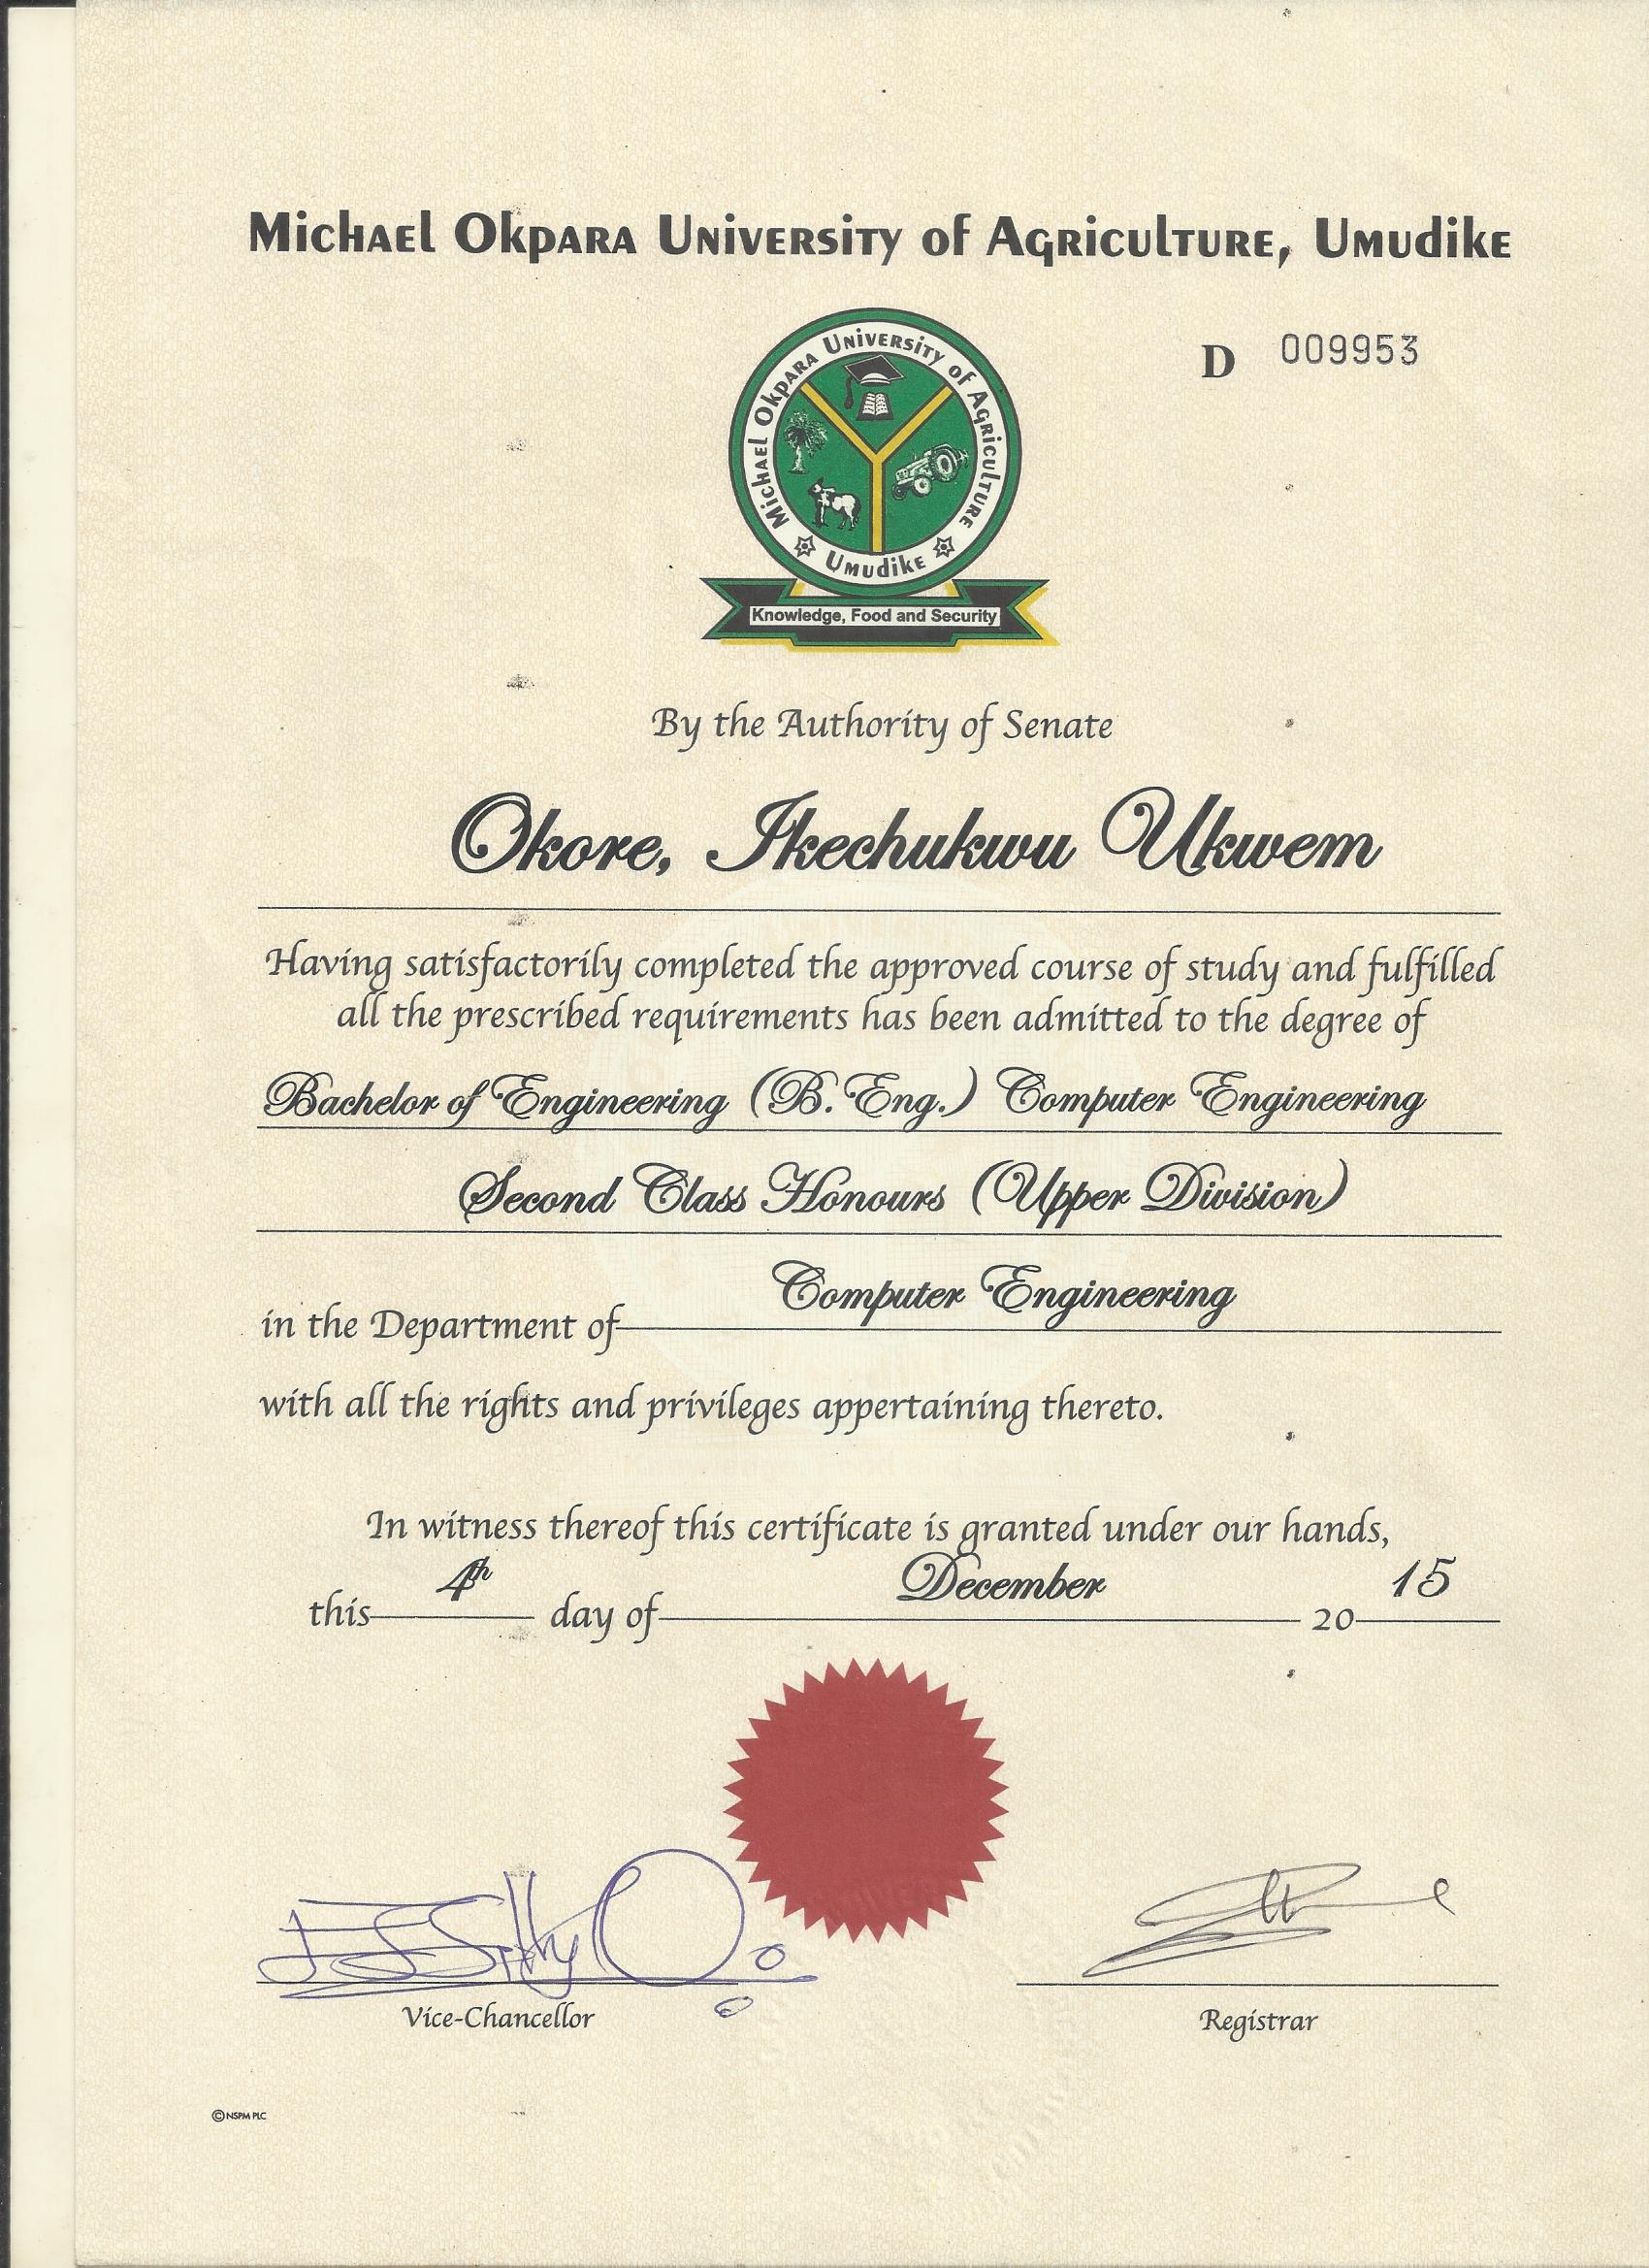 Michael Okpara University of Agriculture, Umudike
D 009953
Michael Okpara University of Agriculture
Umudike
Knowledge, Food and Security
By the Authority of Senate
Okore, Ikechukwu Ukwem
Having satisfactorily completed the approved course of study and fulfilled
all the prescribed requirements has been admitted to the degree of
Bachelor of Engineering (B. Eng.) Computer Engineering
Second Class Honours (Upper Division)
in the Department of Computer Engineering
with all the rights and privileges appertaining thereto.
In witness thereof this certificate is granted under our hands,
this 4th day of December 20 15
Vice-Chancellor
Registrar
© NSPM PLC